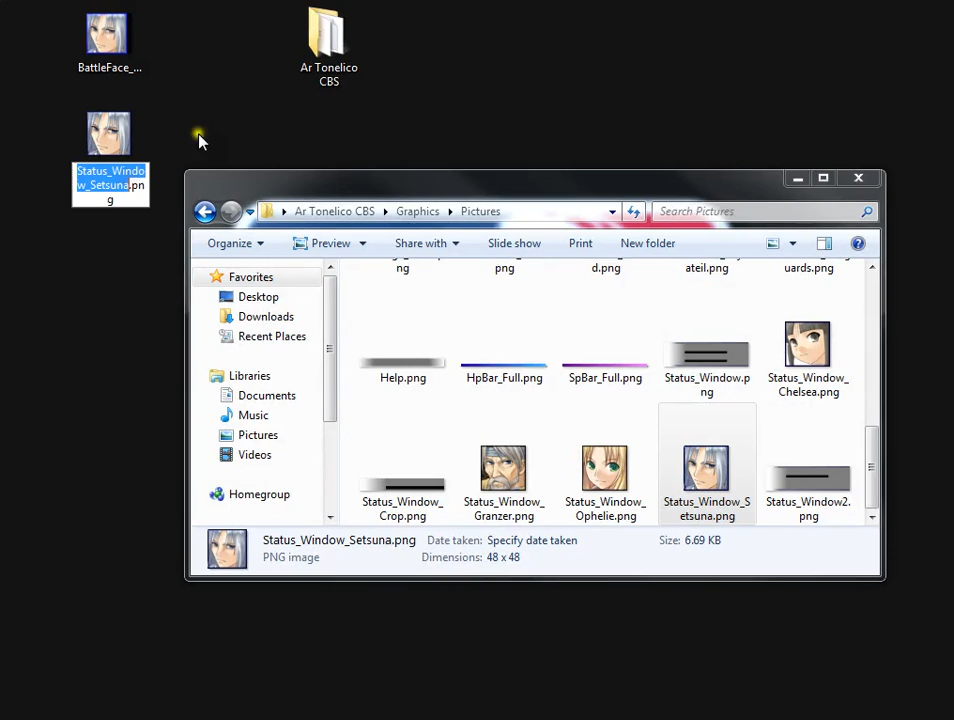 BattleFace_...
Ar Tonelico
CBS
Status_Windo
w_Setsuna.pn
g
Ar Tonelico CBS
Graphics
Pictures
Search Pictures
Organize
Preview
Share with
Slide show
Print
New folder
Favorites
Desktop
Downloads
Recent Places
Libraries
Documents
Music
Pictures
Videos
Homegroup
ng
png
d.png
ateil.png
uards.png
Help.png
HpBar_Full.png
SpBar_Full.png
Status_Window.p
ng
Status_Window_
Chelsea.png
Status_Window_
Crop.png
Status_Window_
Granzer.png
Status_Window_
Ophelie.png
Status_Window_S
etsuna.png
Status_Window2.
png
Status_Window_Setsuna.png
Date taken: Specify date taken
Size: 6.69 KB
PNG image
Dimensions: 48 x 48